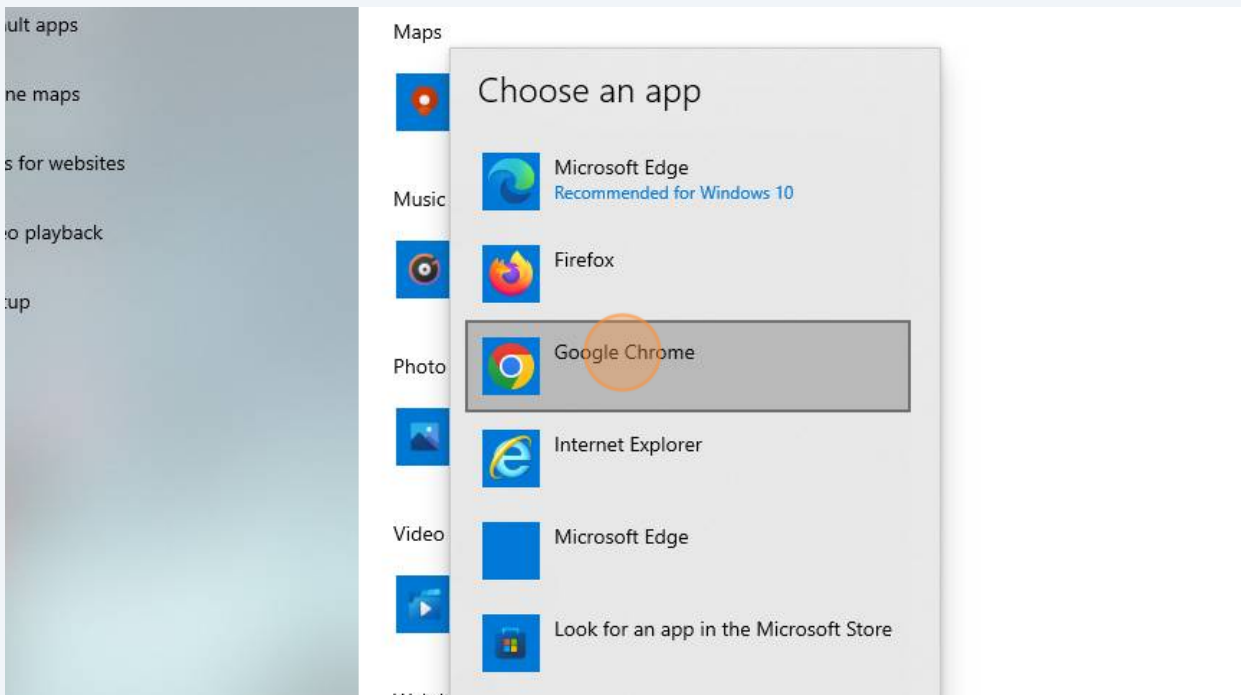 ult apps
ne maps
s for websites
o playback
up
Maps
Music
Photo
Video
Choose an app
Microsoft Edge
Recommended for Windows 10
Firefox
Google Chrome
Internet Explorer
Microsoft Edge
Look for an app in the Microsoft Store